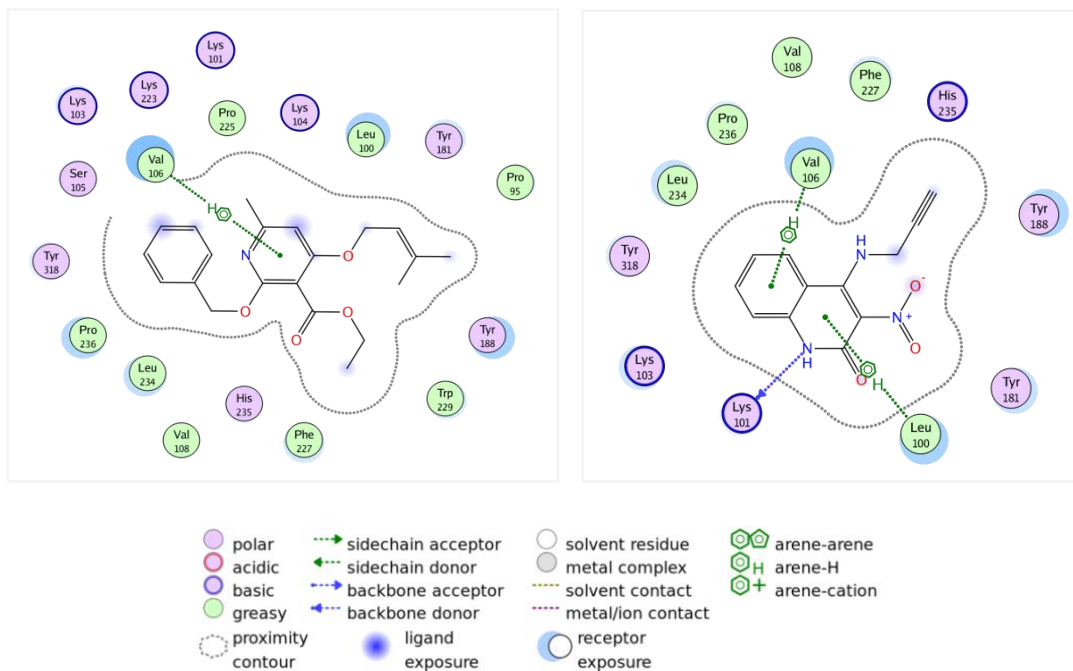 Lys
101
Lys
223
Lys
103
Pro
225
Lys
104
Leu
100
Tyr
181
Val
106
Pro
95
Ser
105
H
N
O
Tyr
318
O
O
O
Pro
236
Tyr
188
Leu
234
His
235
Trp
229
Val
108
Phe
227
Val
108
Phe
227
His
235
Pro
236
Val
106
Leu
234
H
Tyr
188
H
N
Tyr
318
O-
N+
O
N
H
O
H
Lys
103
Lys
101
Tyr
181
Leu
100
polar
acidic
basic
greasy
proximity
contour
sidechain acceptor
sidechain donor
backbone acceptor
backbone donor
ligand
exposure
solvent residue
metal complex
solvent contact
metal/ion contact
receptor
exposure
arene-arene
H arene-H
+ arene-cation